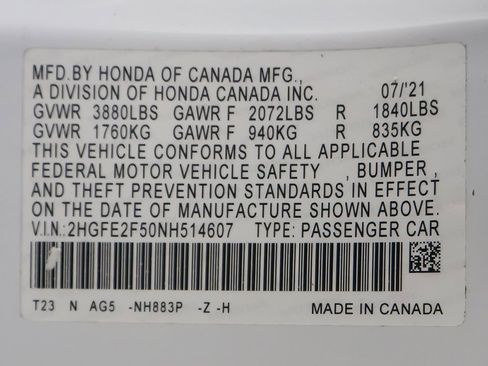 MFD.BY HONDA OF CANADA MFG.,
A DIVISION OF HONDA CANADA INC. 07/'21
GVWR 3880LBS GAWR F 2072LBS R 1840LBS
GVWR 1760KG GAWR F 940KG R 835KG
THIS VEHICLE CONFORMS TO ALL APPLICABLE
FEDERAL MOTOR VEHICLE SAFETY , BUMPER ,
AND THEFT PREVENTION STANDARDS IN EFFECT
ON THE DATE OF MANUFACTURE SHOWN ABOVE.
V.I.N:2HGFE2F50NH514607 TYPE: PASSENGER CAR
T23 N AG5 -NH883P -Z -H MADE IN CANADA